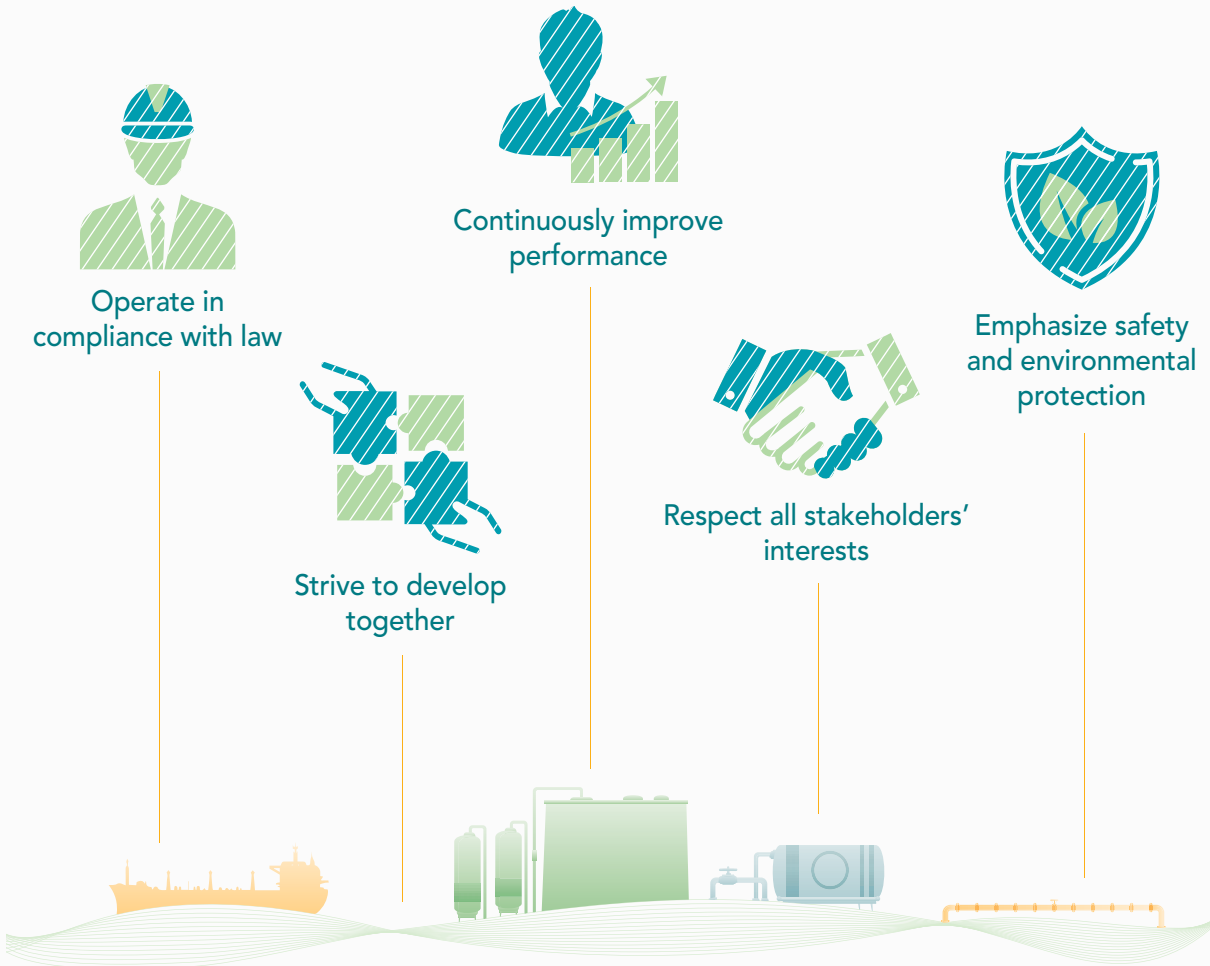 Continuously improve
performance
Operate in
compliance with law
Emphasize safety
and environmental
protection
Respect all stakeholders’
interests
Strive to develop
together